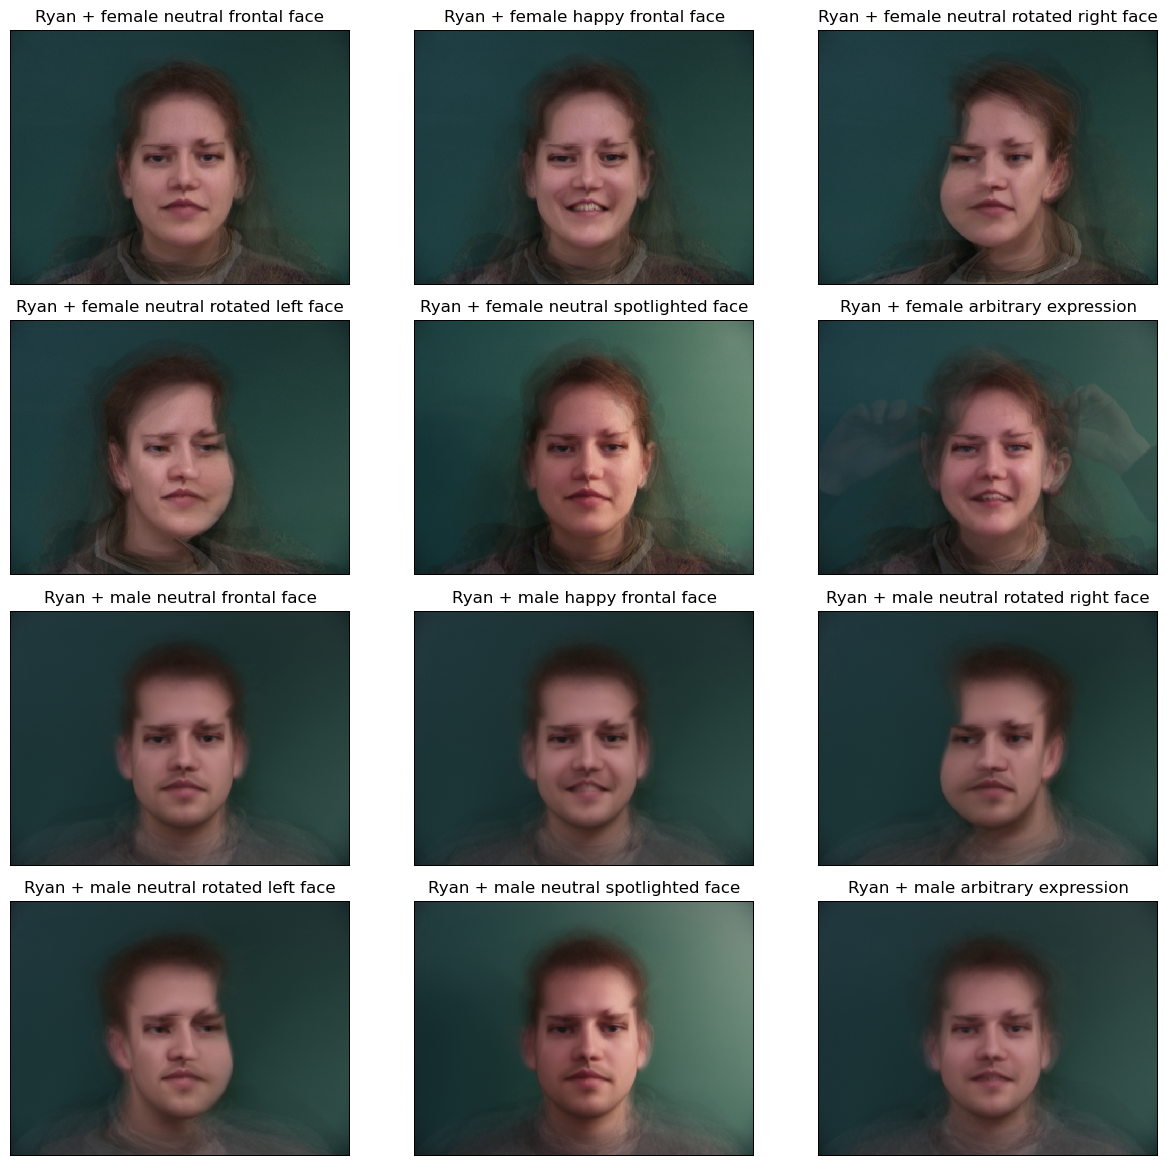 Ryan + female neutral frontal face
Ryan + female happy frontal face
Ryan + female neutral rotated right face
Ryan + female neutral rotated left face
Ryan + female neutral spotlighted face
Ryan + female arbitrary expression
Ryan + male neutral frontal face
Ryan + male happy frontal face
Ryan + male neutral rotated right face
Ryan + male neutral rotated left face
Ryan + male neutral spotlighted face
Ryan + male arbitrary expression